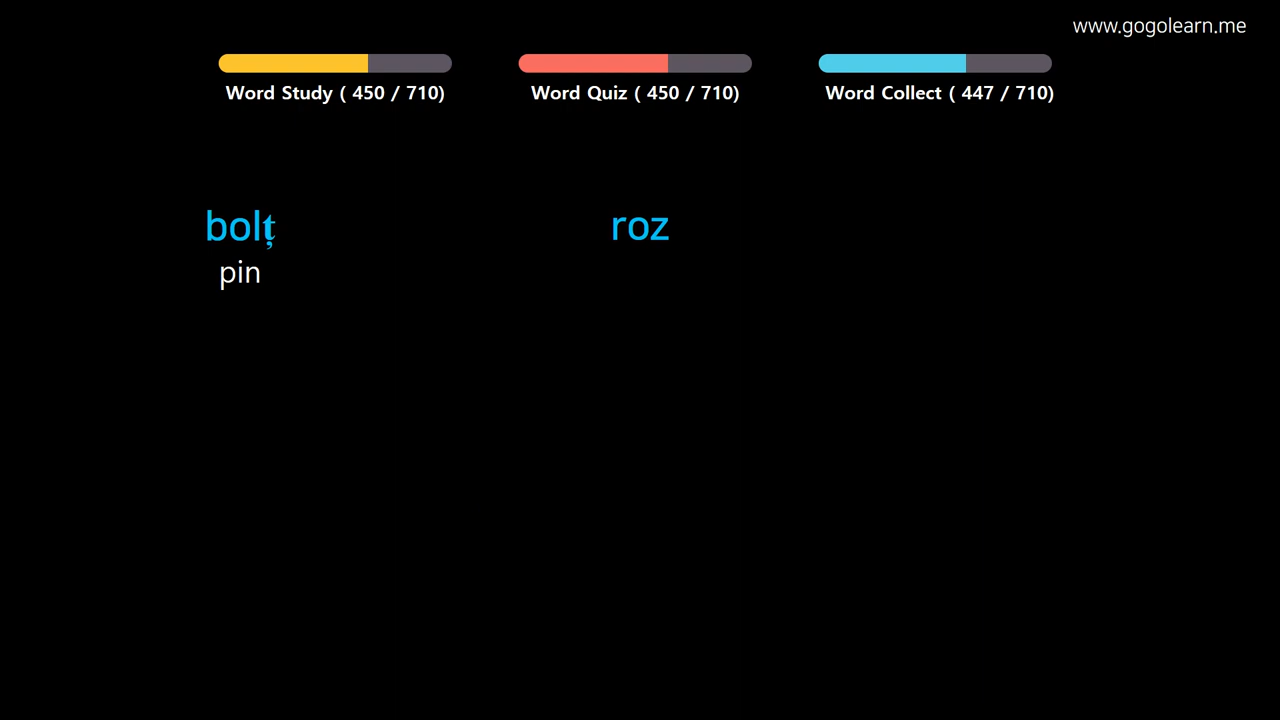 www.gogolearn.me
Word Study ( 450 / 710)
Word Quiz ( 450 / 710)
Word Collect ( 447 / 710)
bolț
roz
pin